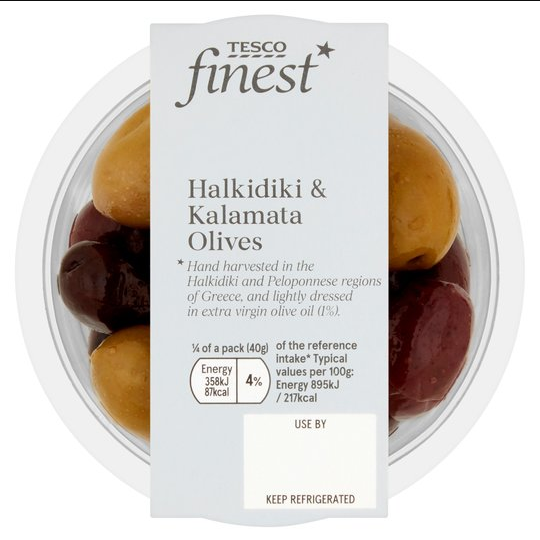 TESCO
finest*
Halkidiki &
Kalamata
Olives
*Hand harvested in the
Halkidiki and Peloponnese regions
of Greece, and lightly dressed
in extra virgin olive oil (1%).
¼ of a pack (40g)
Energy
358kJ
87kcal
4%
of the reference
intake* Typical
values per 100g:
Energy 895kJ
/ 217kcal
USE BY
KEEP REFRIGERATED